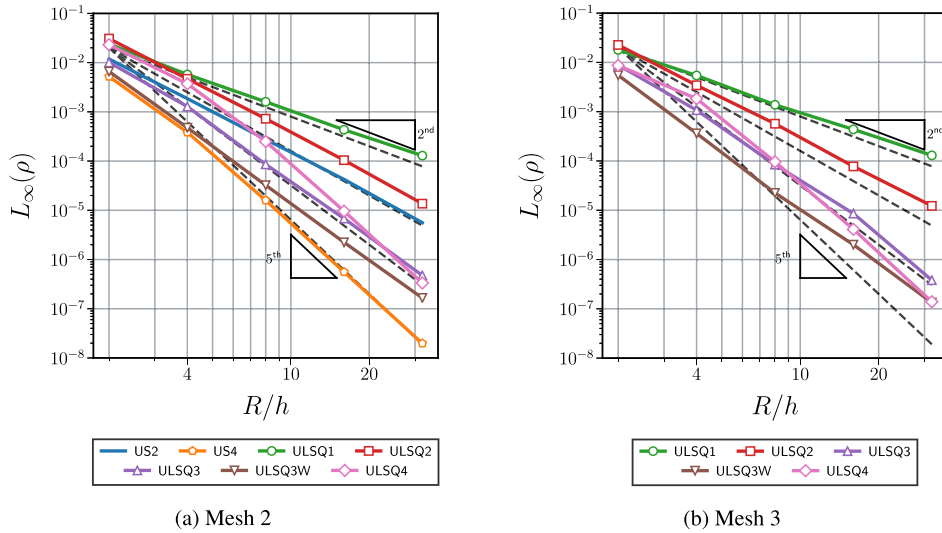 10⁻¹
10⁻²
10⁻³
10⁻⁴
10⁻⁵
10⁻⁶
10⁻⁷
10⁻⁸
L∞(ρ)
2nd
5th
4 10 20
R/h
US2 US4 ULSQ1 ULSQ2
ULSQ3 ULSQ3W ULSQ4
(a) Mesh 2
10⁻¹
10⁻²
10⁻³
10⁻⁴
10⁻⁵
10⁻⁶
10⁻⁷
10⁻⁸
L∞(ρ)
2nd
5th
4 10 20
R/h
ULSQ1 ULSQ2 ULSQ3
ULSQ3W ULSQ4
(b) Mesh 3